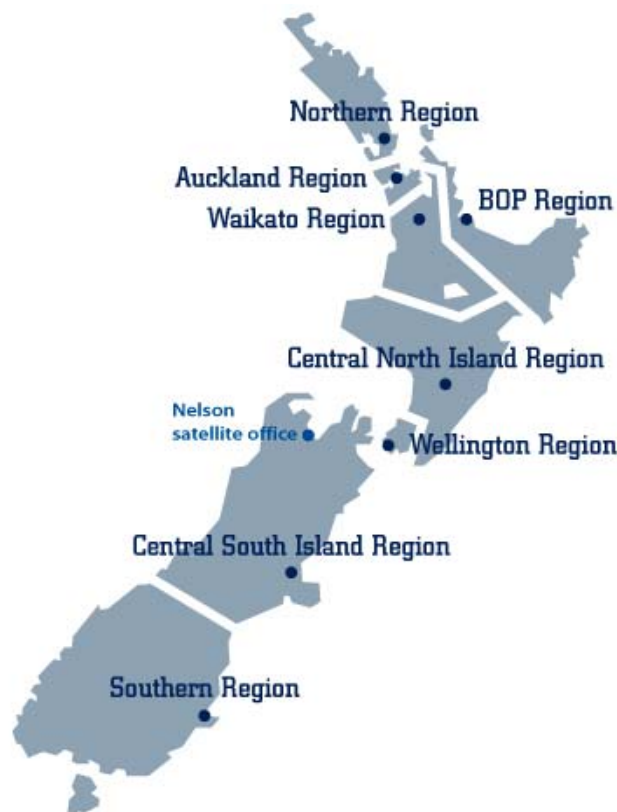 Northern Region
Auckland Region
BOP Region
Waikato Region
Central North Island Region
Nelson
satellite office
Wellington Region
Central South Island Region
Southern Region